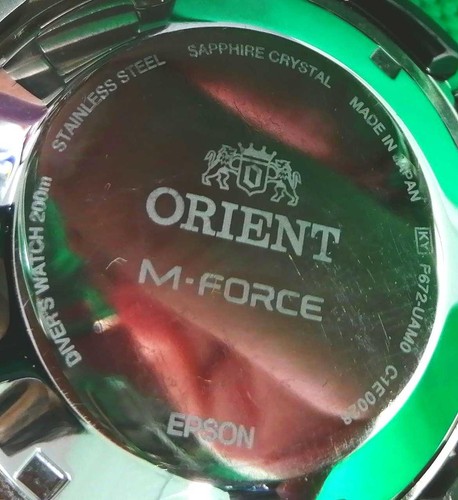 STAINLESS STEEL
SAPPHIRE CRYSTAL
MADE IN JAPAN
ORIENT
M-FORCE
DIVER'S WATCH 200m
KY F672-UAM0
EPSON